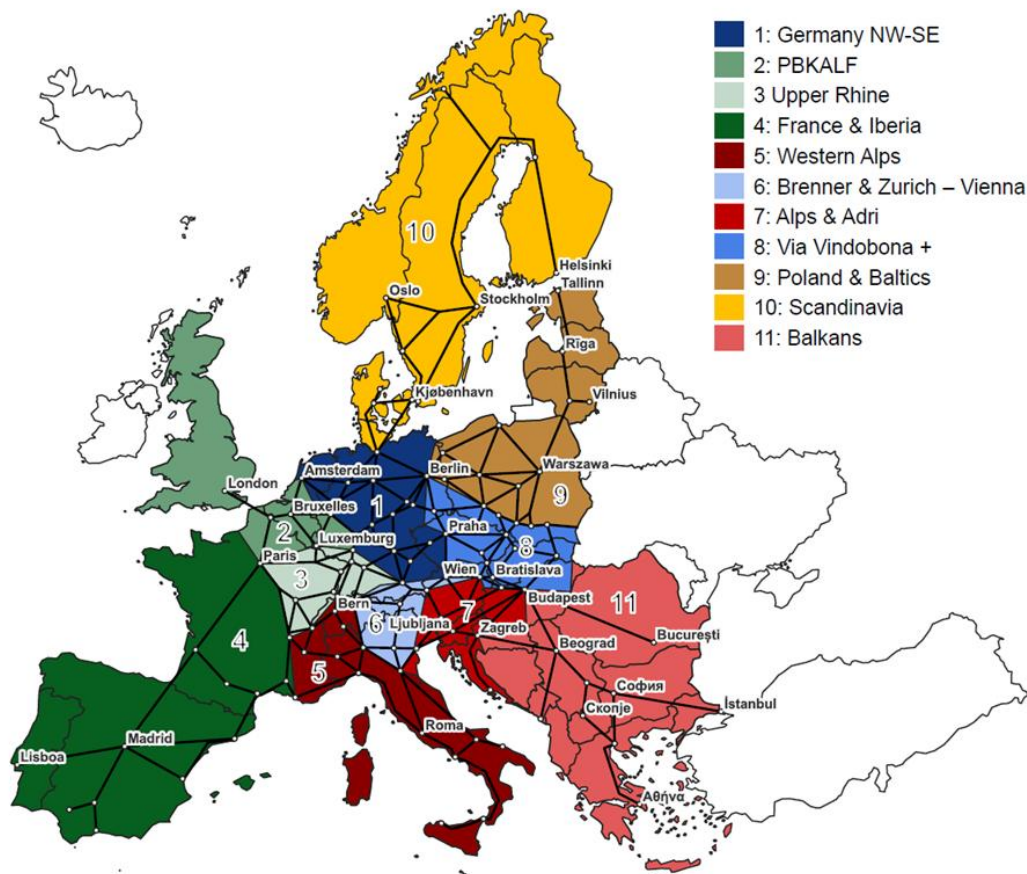 1: Germany NW-SE
2: PBKALF
3 Upper Rhine
4: France & Iberia
5: Western Alps
6: Brenner & Zurich – Vienna
7: Alps & Adri
8: Via Vindobona +
9: Poland & Baltics
10: Scandinavia
11: Balkans
10
Helsinki
Tallinn
Oslo
Stockholm
Rīga
Kjøbenhavn
Vilnius
Amsterdam
Berlin
Warszawa
London
9
Bruxelles
1
2
Luxemburg
Praha
8
Paris
3
Wien
Bratislava
Bern
Budapest
11
6
Ljubljana
7
Zagreb
4
Beograd
București
5
София
Скопје
İstanbul
Roma
Madrid
Lisboa
Αθήνα